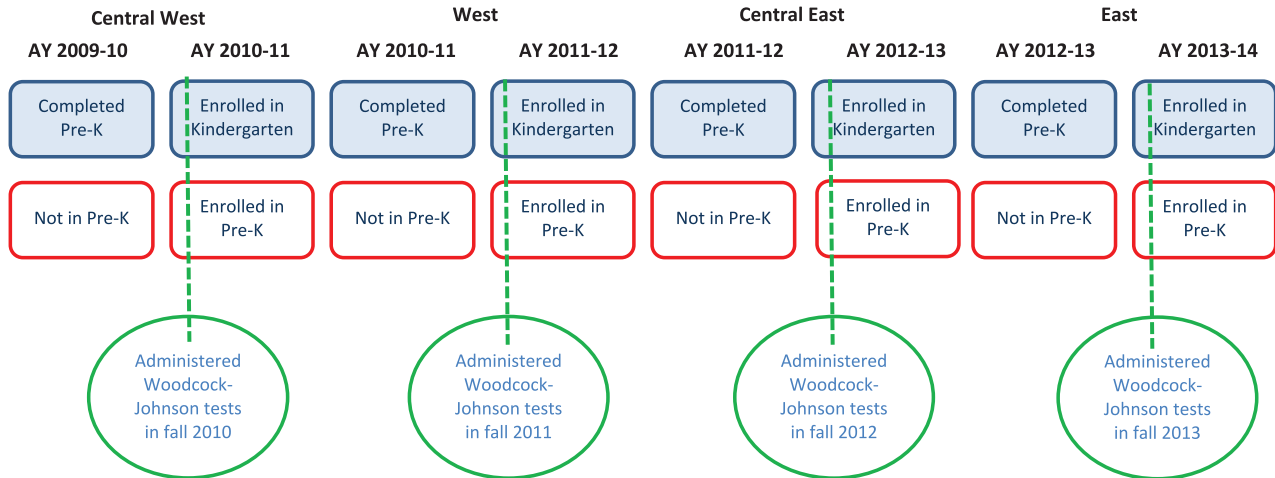 Central West
West
Central East
East
AY 2009-10
AY 2010-11
AY 2010-11
AY 2011-12
AY 2011-12
AY 2012-13
AY 2012-13
AY 2013-14
Completed
Pre-K
Enrolled in
Kindergarten
Completed
Pre-K
Enrolled in
Kindergarten
Completed
Pre-K
Enrolled in
Kindergarten
Completed
Pre-K
Enrolled in
Kindergarten
Not in Pre-K
Enrolled in
Pre-K
Not in Pre-K
Enrolled in
Pre-K
Not in Pre-K
Enrolled in
Pre-K
Not in Pre-K
Enrolled in
Pre-K
Administered
Woodcock-
Johnson tests
in fall 2010
Administered
Woodcock-
Johnson tests
in fall 2011
Administered
Woodcock-
Johnson tests
in fall 2012
Administered
Woodcock-
Johnson tests
in fall 2013